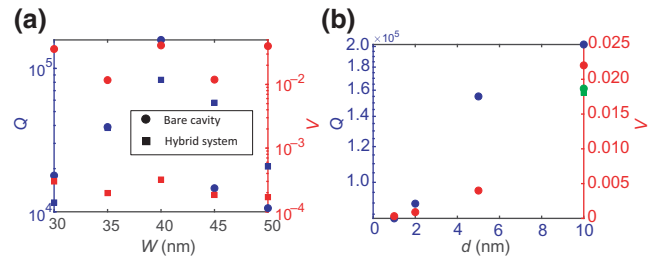 (a)
10^5
10^4
Q
Bare cavity
Hybrid system
10^-2
10^-3
10^-4
V
30 35 40 45 50
W (nm)
(b)
2.0 ×10^5
1.8
1.6
1.4
1.2
1.0
Q
0.025
0.020
0.015
0.010
0.005
0
V
0 2 4 6 8 10
d (nm)